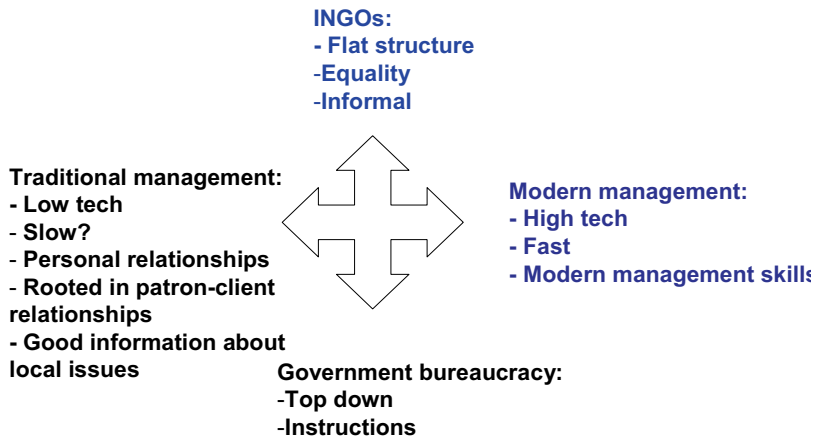 INGOs:
- Flat structure
-Equality
-Informal
Traditional management:
- Low tech
- Slow?
- Personal relationships
- Rooted in patron-client
relationships
- Good information about
local issues
Modern management:
- High tech
- Fast
- Modern management skills
Government bureaucracy:
-Top down
-Instructions